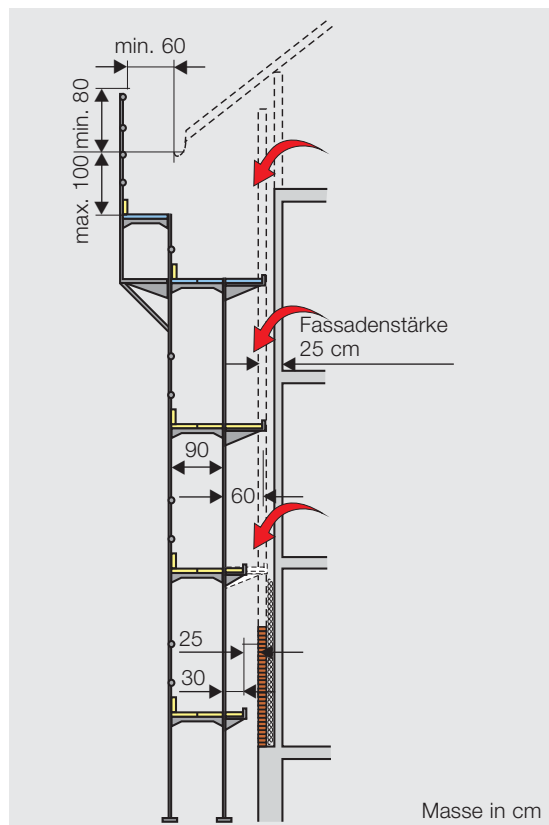 min. 60
min. 80
max. 100
Fassadenstärke
25 cm
90
60
25
30
Masse in cm